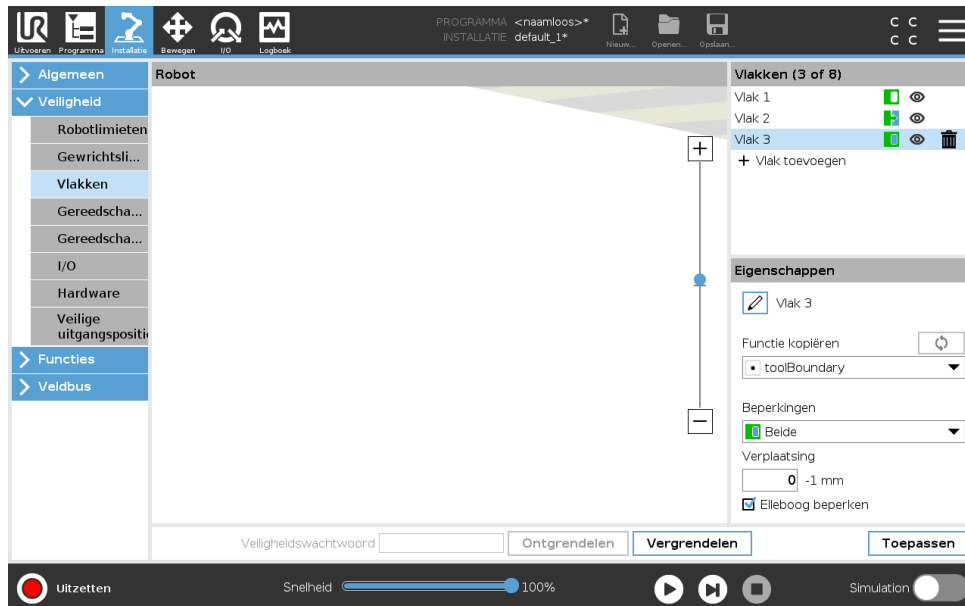 PROGRAMMA <naamloos>*
INSTALLATIE default_1*
Uitvoeren Programma Installatie Bewegen I/O Logboek
Nieuw... Openen... Opslaan...
C C
C C
Algemeen
Veiligheid
Robotlimieten
Gewrichtsli...
Vlakken
Gereedscha...
Gereedscha...
I/O
Hardware
Veilige
uitgangspositi
Functies
Veldbus
Robot
Vlakken (3 of 8)
Vlak 1
Vlak 2
Vlak 3
+ Vlak toevoegen
Eigenschappen
Vlak 3
Functie kopiëren
toolBoundary
Beperkingen
Beide
Verplaatsing
0 -1 mm
Elleboog beperken
Veiligheidswachtwoord Ontgrendelen Vergrendelen Toepassen
Uitzetten Snelheid 100% Simulation